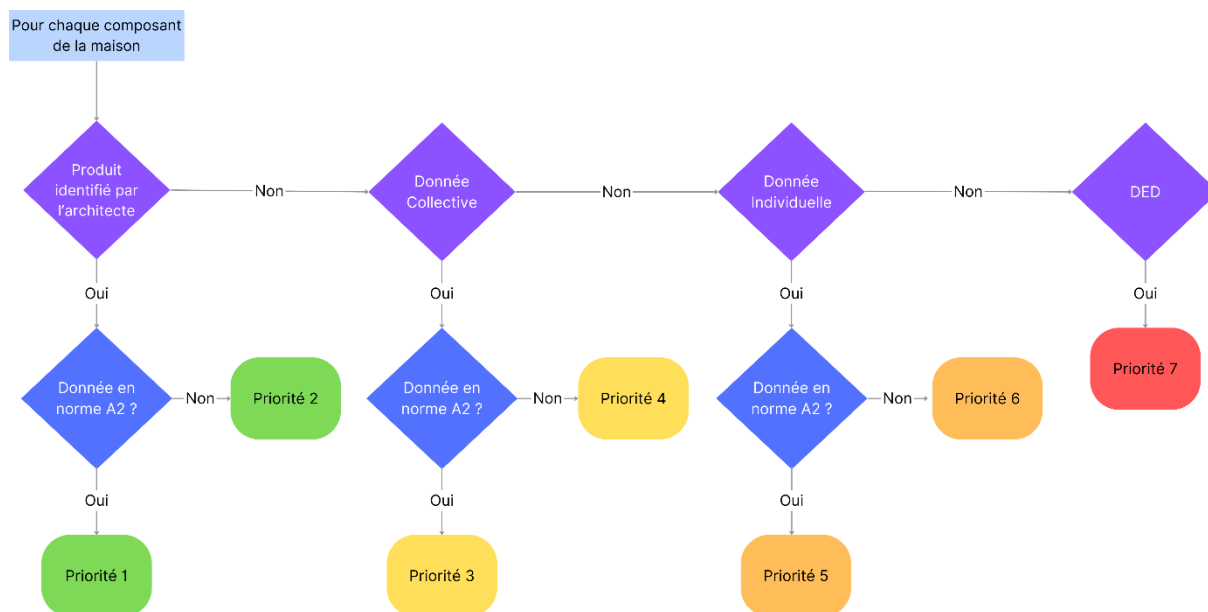 Pour chaque composant
de la maison
Produit
identifié par
l'architecte
Non
Donnée
Collective
Non
Donnée
Individuelle
Non
DED
Oui
Oui
Oui
Oui
Donnée en
norme A2 ?
Non
Priorité 2
Donnée en
norme A2 ?
Non
Priorité 4
Donnée en
norme A2 ?
Non
Priorité 6
Priorité 7
Oui
Oui
Oui
Priorité 1
Priorité 3
Priorité 5